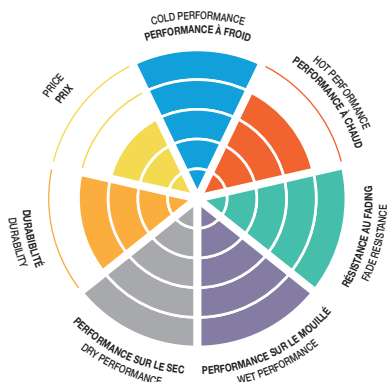 COLD PERFORMANCE
PERFORMANCE À FROID
HOT PERFORMANCE
PERFORMANCE À CHAUD
RÉSISTANCE AU FADING
FADE RESISTANCE
PERFORMANCE SUR LE MOUILLÉ
WET PERFORMANCE
PERFORMANCE SUR LE SEC
DRY PERFORMANCE
DURABIBLITÉ
DURABILITY
PRICE
PRIX